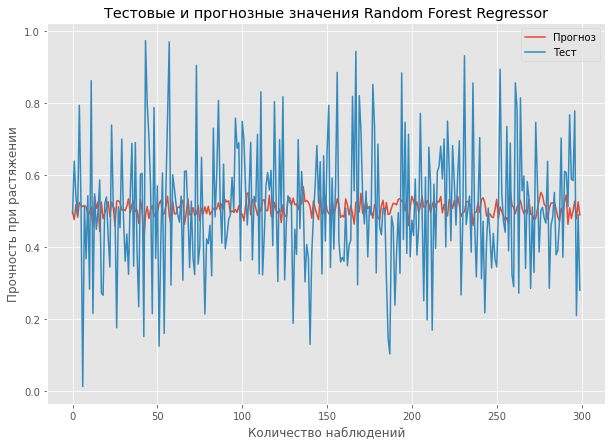 Тестовые и прогнозные значения Random Forest Regressor
Прогноз
Тест
Прочность при растяжении
1.0
0.8
0.6
0.4
0.2
0.0
0
50
100
150
200
250
300
Количество наблюдений